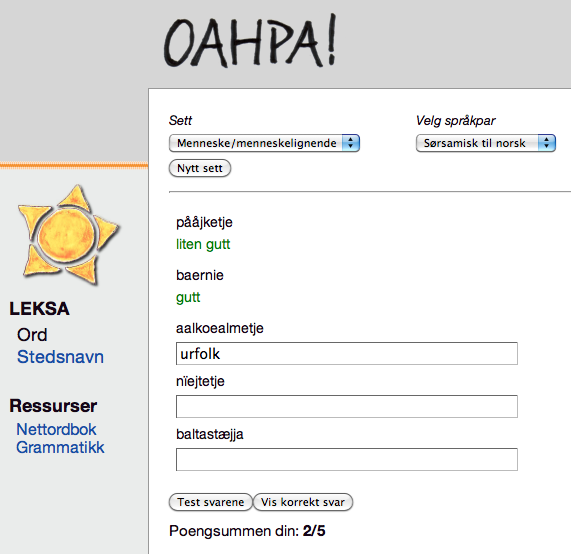 OAHPA!
Sett
Velg språkpar
Menneske/menneskelignende
Sørsamisk til norsk
Nytt sett
pååjketje
liten gutt
baernie
gutt
LEKSA
Ord
Stedsnavn
aalkoealmetje
urfolk
nïejtetje
Ressurser
Nettordbok
Grammatikk
baltastæjja
Test svarene
Vis korrekt svar
Poengsummen din: 2/5